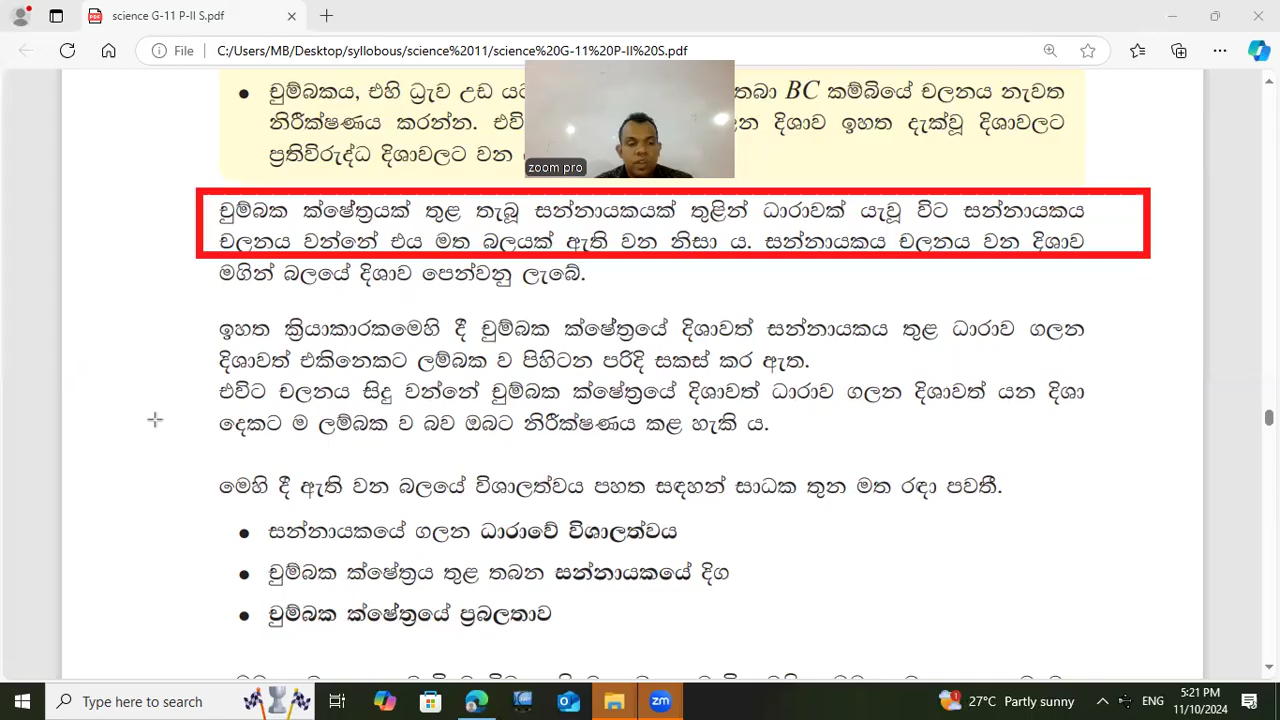 science G-11 P-II S.pdf
File C:/Users/MB/Desktop/syllobous/science%2011/science%20G-11%20P-II%20S.pdf
චුම්බකය, එහි ධ්‍රැව උඩ තබා BC කම්බියේ චලනය නැවත
නිරීක්ෂණය කරන්න. දිශාව ඉහත දැක්වූ දිශාවලට
ප්‍රතිවිරුද්ධ දිශාවලට වන
zoom pro
චුම්බක ක්ෂේත්‍රයක් තුළ තැබූ සන්නායකයක් තුළින් ධාරාවක් යැවූ විට සන්නායකය
චලනය වන්නේ එය මත බලයක් ඇති වන නිසා ය. සන්නායකය චලනය වන දිශාව
මගින් බලයේ දිශාව පෙන්වනු ලැබේ.
ඉහත ක්‍රියාකාරකමෙහි දී චුම්බක ක්ෂේත්‍රයේ දිශාවත් සන්නායකය තුළ ධාරාව ගලන
දිශාවත් එකිනෙකට ලම්බක ව පිහිටන පරිදි සකස් කර ඇත.
එවිට චලනය සිදු වන්නේ චුම්බක ක්ෂේත්‍රයේ දිශාවත් ධාරාව ගලන දිශාවත් යන දිශා
දෙකට ම ලම්බක ව බව ඔබට නිරීක්ෂණය කළ හැකි ය.
මෙහි දී ඇති වන බලයේ විශාලත්වය පහත සඳහන් සාධක තුන මත රඳා පවතී.
• සන්නායකයේ ගලන ධාරාවේ විශාලත්වය
• චුම්බක ක්ෂේත්‍රය තුළ තබන සන්නායකයේ දිග
• චුම්බක ක්ෂේත්‍රයේ ප්‍රබලතාව
Type here to search
27°C Partly sunny
ENG
5:21 PM
11/10/2024